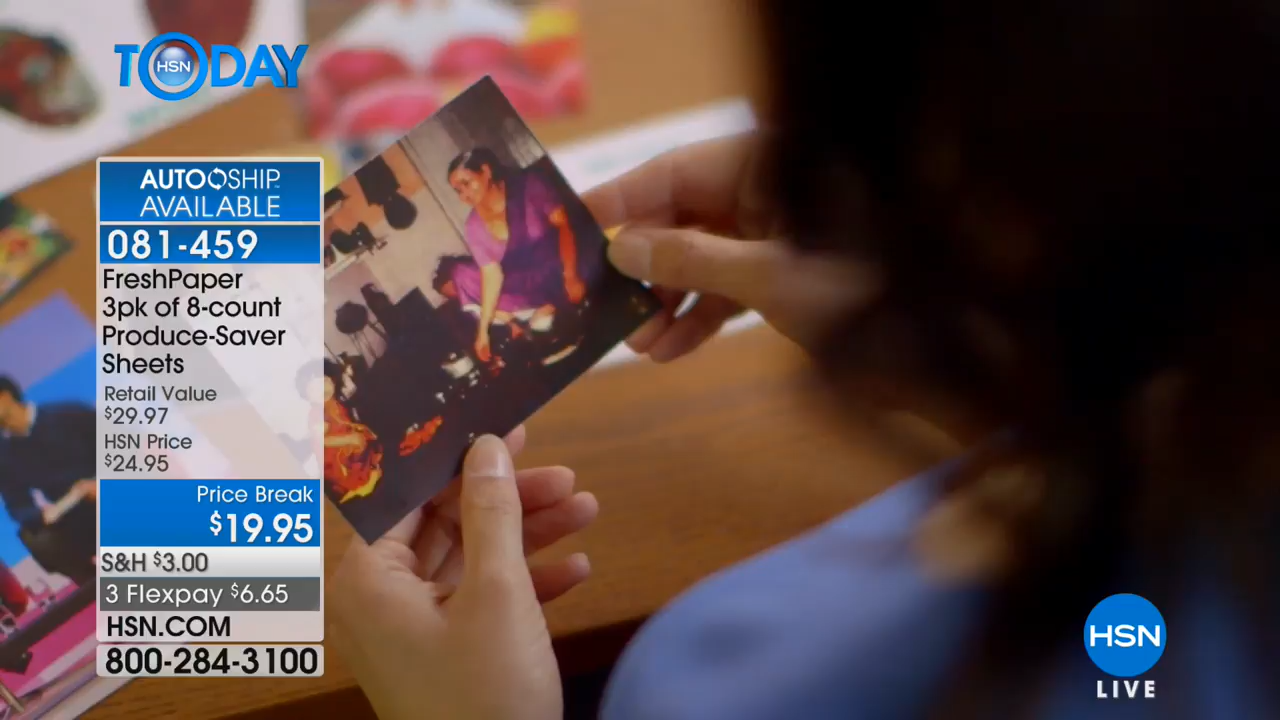 TODAY
HSN
AUTOSHIP
AVAILABLE
081-459
FreshPaper
3pk of 8-count
Produce-Saver
Sheets
Retail Value
$29.97
HSN Price
$24.95
Price Break
$19.95
S&H $3.00
3 Flexpay $6.65
HSN.COM
800-284-3100
HSN
LIVE